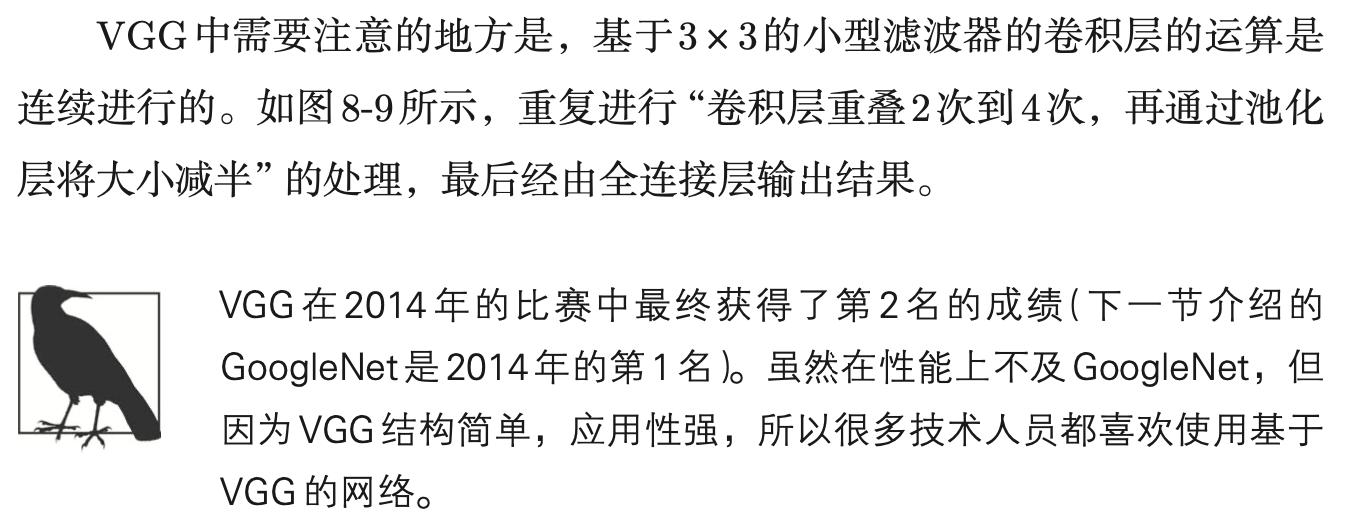 VGG中需要注意的地方是，基于3×3的小型滤波器的卷积层的运算是
连续进行的。如图8-9所示，重复进行“卷积层重叠2次到4次，再通过池化
层将大小减半”的处理，最后经由全连接层输出结果。
VGG在2014年的比赛中最终获得了第2名的成绩(下一节介绍的
GoogleNet是2014年的第1名)。虽然在性能上不及GoogleNet，但
因为VGG结构简单，应用性强，所以很多技术人员都喜欢使用基于
VGG的网络。